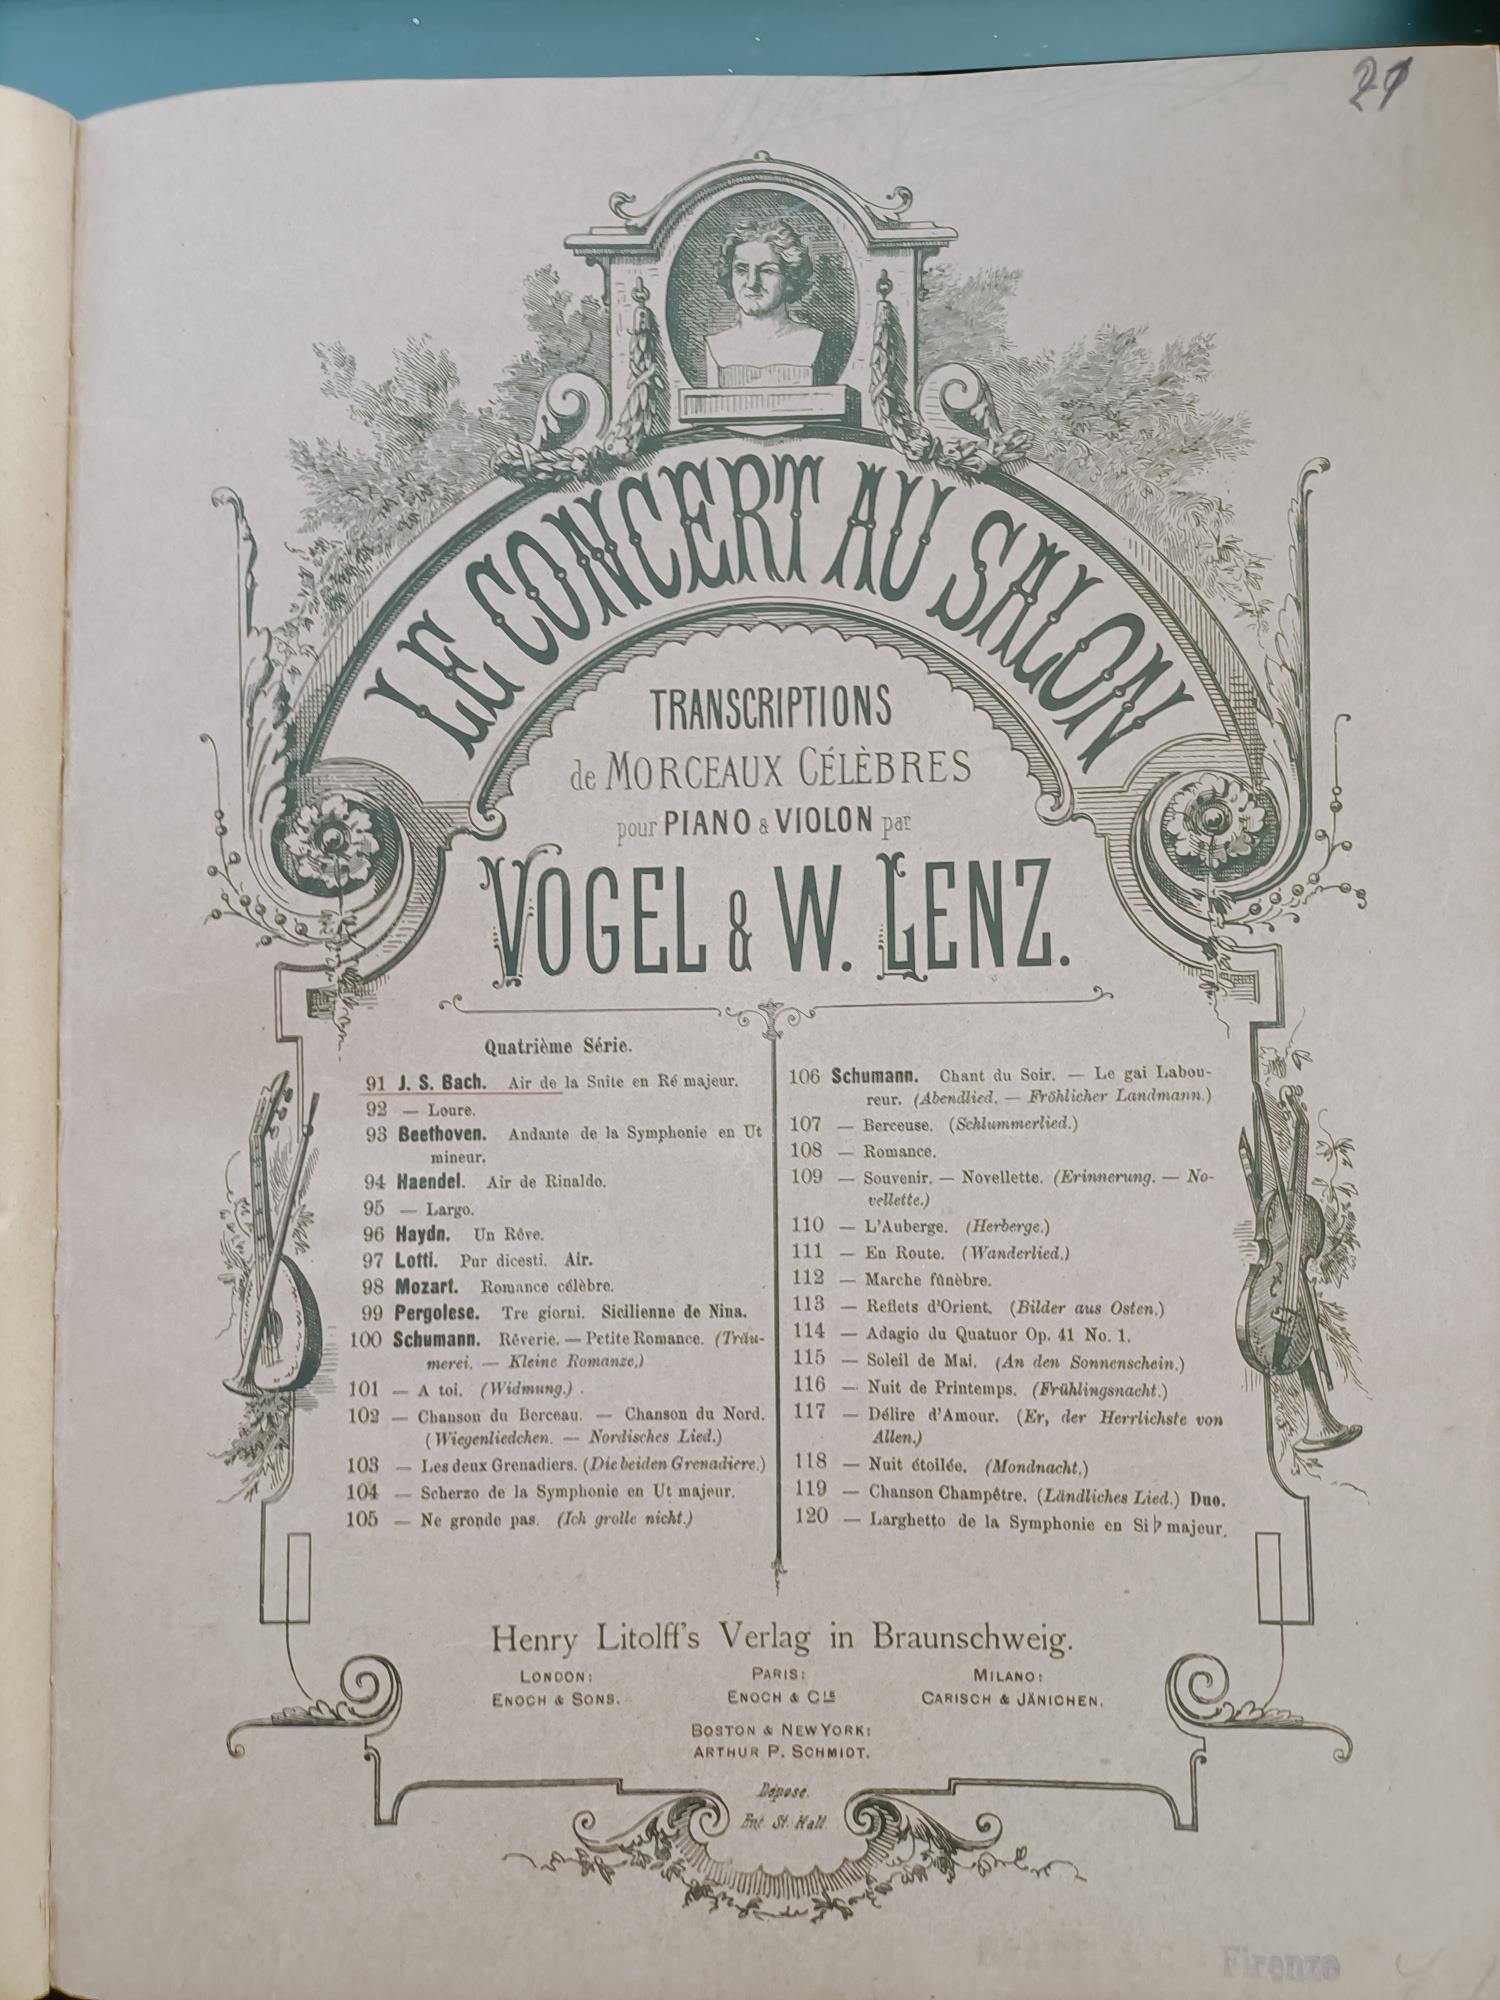 21
LE CONCERT AU SALON
TRANSCRIPTIONS
de MORCEAUX CÉLÈBRES
pour PIANO & VIOLON par
VOGEL & W. LENZ.
Quatrième Série.
91 J. S. Bach. Air de la Suite en Ré majeur.
92 — Loure.
93 Beethoven. Andante de la Symphonie en Ut
mineur.
94 Haendel. Air de Rinaldo.
95 — Largo.
96 Haydn. Un Rêve.
97 Lotti. Pur dicesti. Air.
98 Mozart. Romance célèbre.
99 Pergolese. Tre giorni. Sicilienne de Nina.
100 Schumann. Rêverie. — Petite Romance. (Träu-
merei. — Kleine Romanze.)
101 — A toi. (Widmung.)
102 — Chanson du Berceau. — Chanson du Nord.
(Wiegenliedchen. — Nordisches Lied.)
103 — Les deux Grenadiers. (Die beiden Grenadiere.)
104 — Scherzo de la Symphonie en Ut majeur.
105 — Ne gronde pas. (Ich grolle nicht.)
106 Schumann. Chant du Soir. — Le gai Labou-
reur. (Abendlied. — Fröhlicher Landmann.)
107 — Berceuse. (Schlummerlied.)
108 — Romance.
109 — Souvenir. — Novellette. (Erinnerung. — No-
vellette.)
110 — L'Auberge. (Herberge.)
111 — En Route. (Wanderlied.)
112 — Marche fûnèbre.
113 — Reflets d'Orient. (Bilder aus Osten.)
114 — Adagio du Quatuor Op. 41 No. 1.
115 — Soleil de Mai. (An den Sonnenschein.)
116 — Nuit de Printemps. (Frühlingsnacht.)
117 — Délire d'Amour. (Er, der Herrlichste von
Allen.)
118 — Nuit étoilée. (Mondnacht.)
119 — Chanson Champêtre. (Ländliches Lied.) Duo.
120 — Larghetto de la Symphonie en Si♭ majeur.
Henry Litolff's Verlag in Braunschweig.
LONDON: PARIS: MILANO:
ENOCH & SONS. ENOCH & CIE CARISCH & JÄNICHEN.
BOSTON & NEW YORK:
ARTHUR P. SCHMIDT.
Déposé.
Ent. St. Hall
Firenze